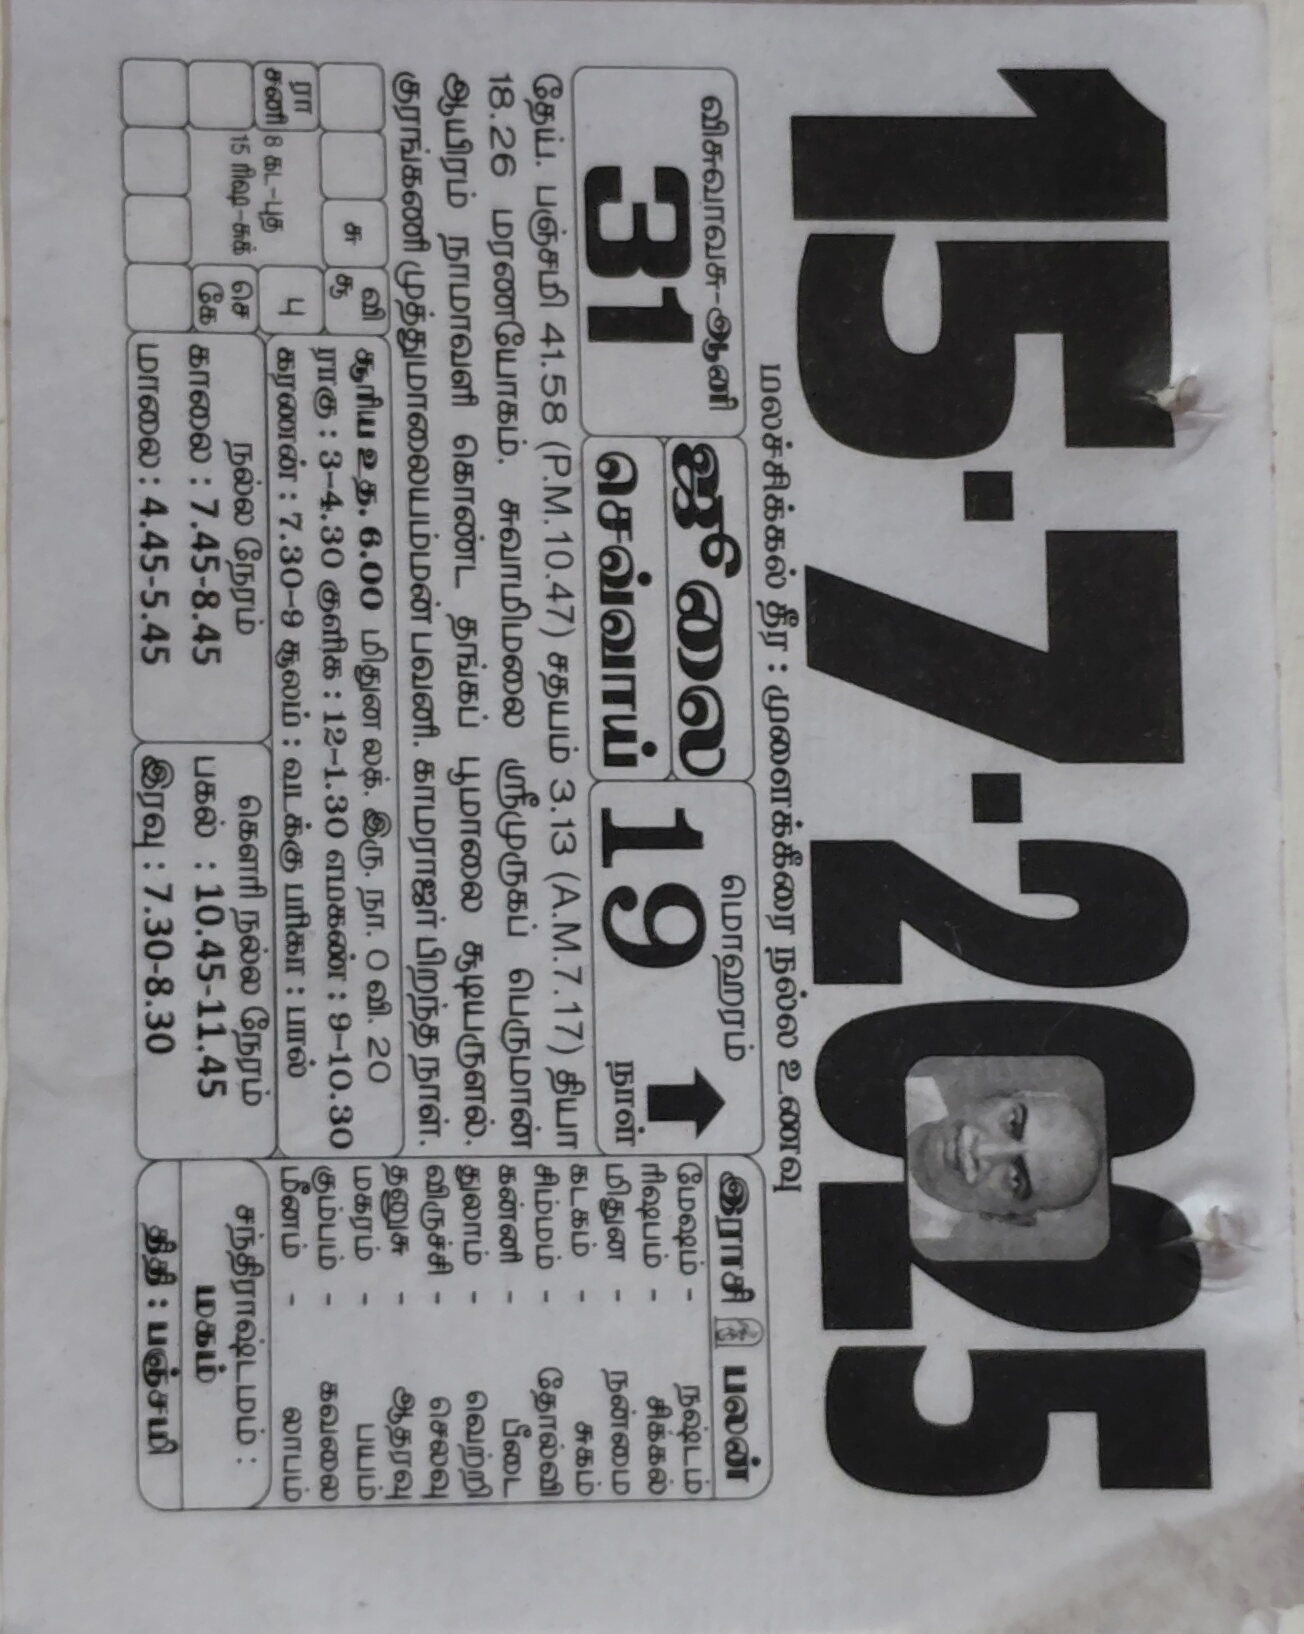 15.7.2025
மலச்சிக்கல் தீர : முளைக்கீரை நல்ல உணவு
விசுவாவசு-ஆனி
31
ஜூலை
செவ்வாய்
மொஹரம்
19
நாள்
தேய். பஞ்சமி 41.58 (P.M.10.47) சதயம் 3.13 (A.M.7.17) தியா
18.26 மரணயோகம். சுவாமிமலை ஸ்ரீமுருகப் பெருமான்
ஆயிரம் நாமாவளி கொண்ட தங்கப் பூமாலை சூடியருளல்.
குரங்கணி முத்துமாலையம்மன் பவனி. காமராஜர் பிறந்த நாள்.
இராசி பலன்
மேஷம் - நஷ்டம்
ரிஷபம் - சிக்கல்
மிதுன - நன்மை
கடகம் - சுகம்
சிம்மம் - தோல்வி
கன்னி - பீடை
துலாம் - வெற்றி
விருச்சி - செலவு
தனுசு - ஆதரவு
மகரம் - பயம்
கும்பம் - கவலை
மீனம் - லாபம்
சு
வி
சூ
ரா
சனி
8 கட-புத
15 ரிஷ-சுக்
பு
செ
கே
சூரிய உத. 6.00 மிதுன லக். இரு. நா. 0 வி. 20
ராகு : 3-4.30 குளிக : 12-1.30 எமகண் : 9-10.30
கரணன் : 7.30-9 சூலம் : வடக்கு பரிகா : பால்
நல்ல நேரம்
காலை : 7.45-8.45
மாலை : 4.45-5.45
கௌரி நல்ல நேரம்
பகல் : 10.45-11.45
இரவு : 7.30-8.30
சந்திராஷ்டமம் :
மகம்
திதி : பஞ்சமி